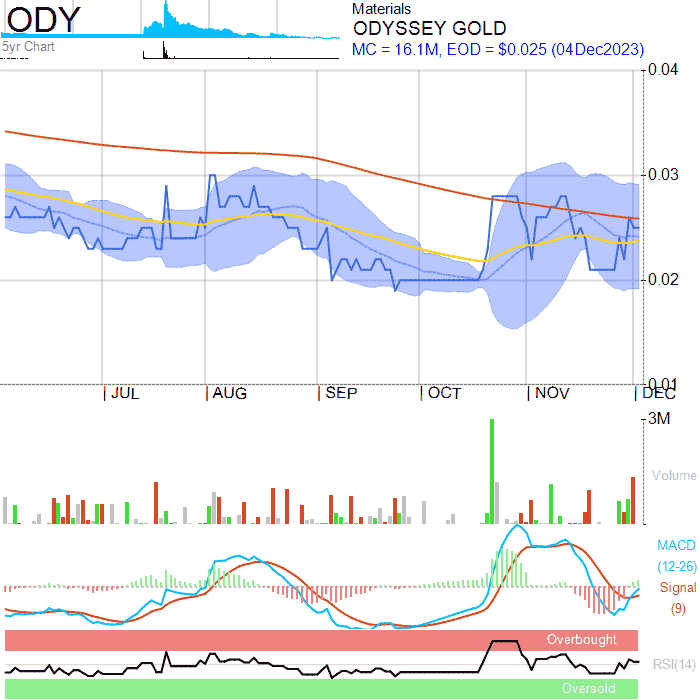 ODY
5yr Chart
Materials
ODYSSEY GOLD
MC = 16.1M, EOD = $0.025 (04Dec2023)
0.04
0.03
0.02
0.01
JUL AUG SEP OCT NOV DEC
3M
Volume
MACD
(12-26)
Signal
(9)
Overbought
RSI(14)
Oversold